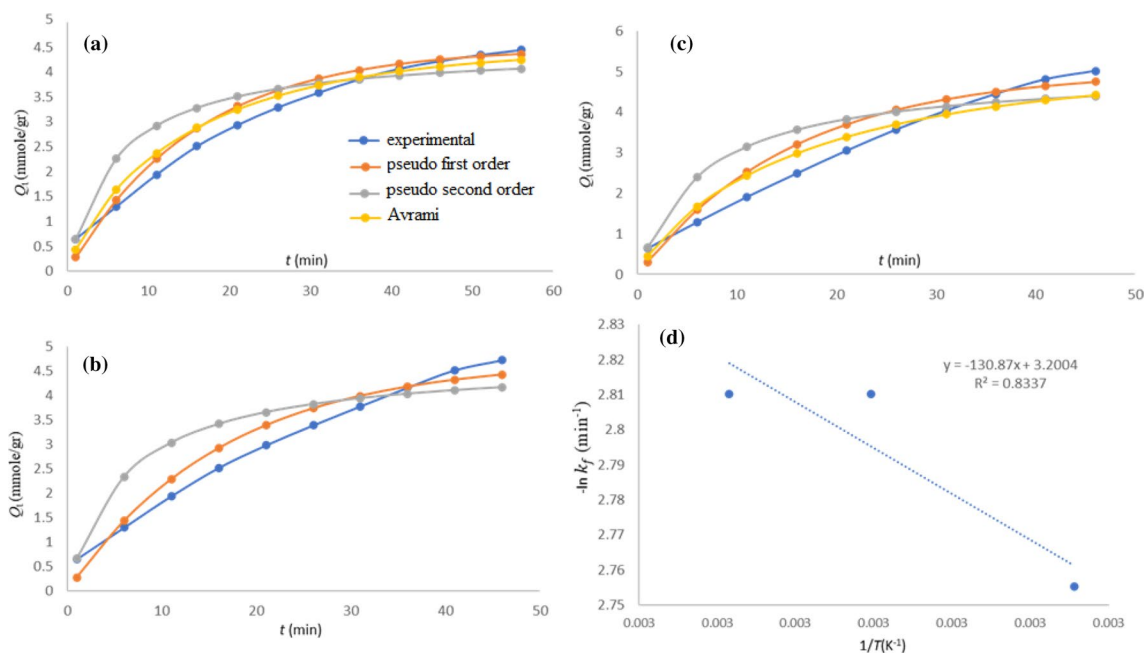 (a)
5
4.5
4
3.5
3
2.5
2
1.5
1
0.5
0
Qt (mmole/gr)
experimental
pseudo first order
pseudo second order
Avrami
t (min)
0 10 20 30 40 50 60
(c)
6
5
4
3
2
1
0
Qt (mmole/gr)
t (min)
0 10 20 30 40 50
(b)
5
4.5
4
3.5
3
2.5
2
1.5
1
0.5
0
Qt (mmole/gr)
0 10 20 30 40 50
t (min)
(d)
2.83
2.82
2.81
2.8
2.79
2.78
2.77
2.76
2.75
-ln kf (min-1)
y = -130.87x + 3.2004
R² = 0.8337
0.003 0.003 0.003 0.003 0.003 0.003 0.003
1/T(K-1)